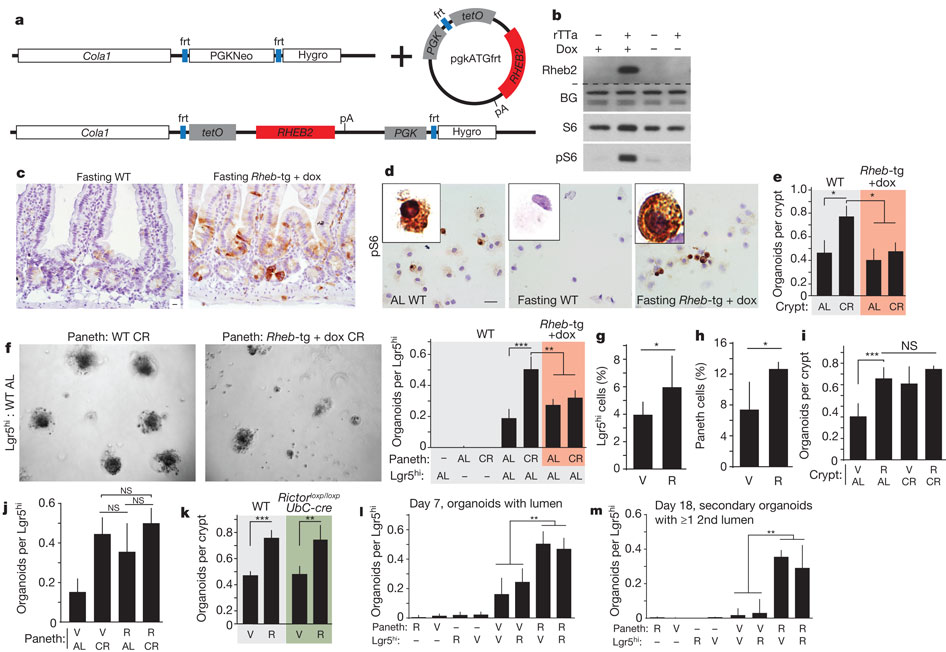 a
frt
frt
Cola1
PGKNeo
Hygro
frt
tetO
PGK
pgkATGfrt
RHEB2
pA
frt
pA
frt
Cola1
tetO
RHEB2
PGK
Hygro
b
rTTa – + – +
Dox + + – –
Rheb2
BG
S6
pS6
c
Fasting WT
Fasting Rheb-tg + dox
d
pS6
AL WT
Fasting WT
Fasting Rheb-tg + dox
e
WT
Rheb-tg
+dox
* *
Organoids per crypt
1.0
0.8
0.6
0.4
0.2
0
Crypt: AL CR AL CR
f
Paneth: WT CR
Paneth: Rheb-tg + dox CR
Lgr5hi : WT AL
WT
Rheb-tg
+dox
*** **
Organoids per Lgr5hi
0.6
0.4
0.2
0
Paneth: – AL CR AL CR AL CR
Lgr5hi: AL – – AL AL AL AL
g
*
Lgr5hi cells (%)
10
8
6
4
2
0
V R
h
*
Paneth cells (%)
15
10
5
0
V R
i
NS
***
Organoids per crypt
1.0
0.8
0.6
0.4
0.2
0
V R V R
Crypt: AL AL CR CR
j
NS
NS
NS
Organoids per Lgr5hi
0.6
0.4
0.2
0
V V R R
Paneth: AL CR AL CR
k
Rictorloxp/loxp
WT UbC-cre
*** **
Organoids per crypt
1.0
0.8
0.6
0.4
0.2
0
V R V R
l
Day 7, organoids with lumen
**
Organoids per Lgr5hi
0.6
0.4
0.2
0
Paneth: R V – – V V R R
Lgr5hi: – – R V V R V R
m
Day 18, secondary organoids
with ≥1 2nd lumen
**
Organoids per Lgr5hi
0.6
0.4
0.2
0
Paneth: R V – – V V R R
Lgr5hi: – – R V V R V R